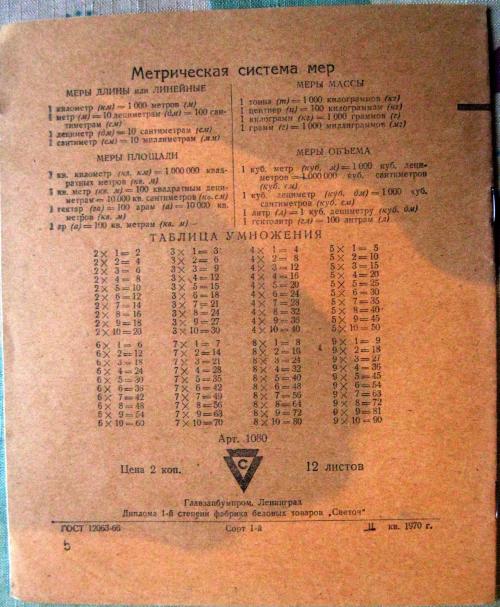 Метрическая система мер
МЕРЫ ДЛИНЫ или ЛИНЕЙНЫЕ
1 километр (км) = 1 000 метров (м)
1 метр (м) = 10 дециметрам (дм) = 100 сан-
тиметрам (см)
1 дециметр (дм) = 10 сантиметрам (см)
1 сантиметр (см) = 10 миллиметрам (мм)
МЕРЫ МАССЫ
1 тонна (т) = 1 000 килограммов (кг)
1 центнер (ц) = 100 килограммам (кг)
1 килограмм (кг) = 1 000 граммов (г)
1 грамм (г) = 1 000 миллиграммов (мг)
МЕРЫ ПЛОЩАДИ
1 кв. километр (кв. км) = 1 000 000 квад-
ратных метров (кв. м)
1 кв. метр (кв. м) = 100 квадратным деци-
метрам = 10.000 кв. сантиметров (кв. см)
1 гектар (га) = 100 арам (а) = 10 000 кв.
метров (кв. м)
1 ар (а) = 100 кв. метрам (кв. м)
МЕРЫ ОБЪЕМА
1 куб. метр (куб. м) = 1 000 куб. деци-
метров = 1.000 000 куб. сантиметров
(куб. см)
1 куб. дециметр (куб. дм) = 1 000 куб.
сантиметров (куб. см)
1 литр (л) = 1 куб. дециметру (куб. дм)
1 гектолитр (гл) = 100 литрам (л)
ТАБЛИЦА УМНОЖЕНИЯ
2 × 1 = 2 3 × 1 = 3 4 × 1 = 4 5 × 1 = 5
2 × 2 = 4 3 × 2 = 6 4 × 2 = 8 5 × 2 = 10
2 × 3 = 6 3 × 3 = 9 4 × 3 = 12 5 × 3 = 15
2 × 4 = 8 3 × 4 = 12 4 × 4 = 16 5 × 4 = 20
2 × 5 = 10 3 × 5 = 15 4 × 5 = 20 5 × 5 = 25
2 × 6 = 12 3 × 6 = 18 4 × 6 = 24 5 × 6 = 30
2 × 7 = 14 3 × 7 = 21 4 × 7 = 28 5 × 7 = 35
2 × 8 = 16 3 × 8 = 24 4 × 8 = 32 5 × 8 = 40
2 × 9 = 18 3 × 9 = 27 4 × 9 = 36 5 × 9 = 45
2 × 10 = 20 3 × 10 = 30 4 × 10 = 40 5 × 10 = 50
6 × 1 = 6 7 × 1 = 7 8 × 1 = 8 9 × 1 = 9
6 × 2 = 12 7 × 2 = 14 8 × 2 = 16 9 × 2 = 18
6 × 3 = 18 7 × 3 = 21 8 × 3 = 24 9 × 3 = 27
6 × 4 = 24 7 × 4 = 28 8 × 4 = 32 9 × 4 = 36
6 × 5 = 30 7 × 5 = 35 8 × 5 = 40 9 × 5 = 45
6 × 6 = 36 7 × 6 = 42 8 × 6 = 48 9 × 6 = 54
6 × 7 = 42 7 × 7 = 49 8 × 7 = 56 9 × 7 = 63
6 × 8 = 48 7 × 8 = 56 8 × 8 = 64 9 × 8 = 72
6 × 9 = 54 7 × 9 = 63 8 × 9 = 72 9 × 9 = 81
6 × 10 = 60 7 × 10 = 70 8 × 10 = 80 9 × 10 = 90
Арт. 1080
Цена 2 коп. С 12 листов
Главзапбумпром, Ленинград
Диплома 1-й степени фабрика беловых товаров „Светоч"
ГОСТ 12063-66 Сорт 1-й II кв. 1970 г.
5